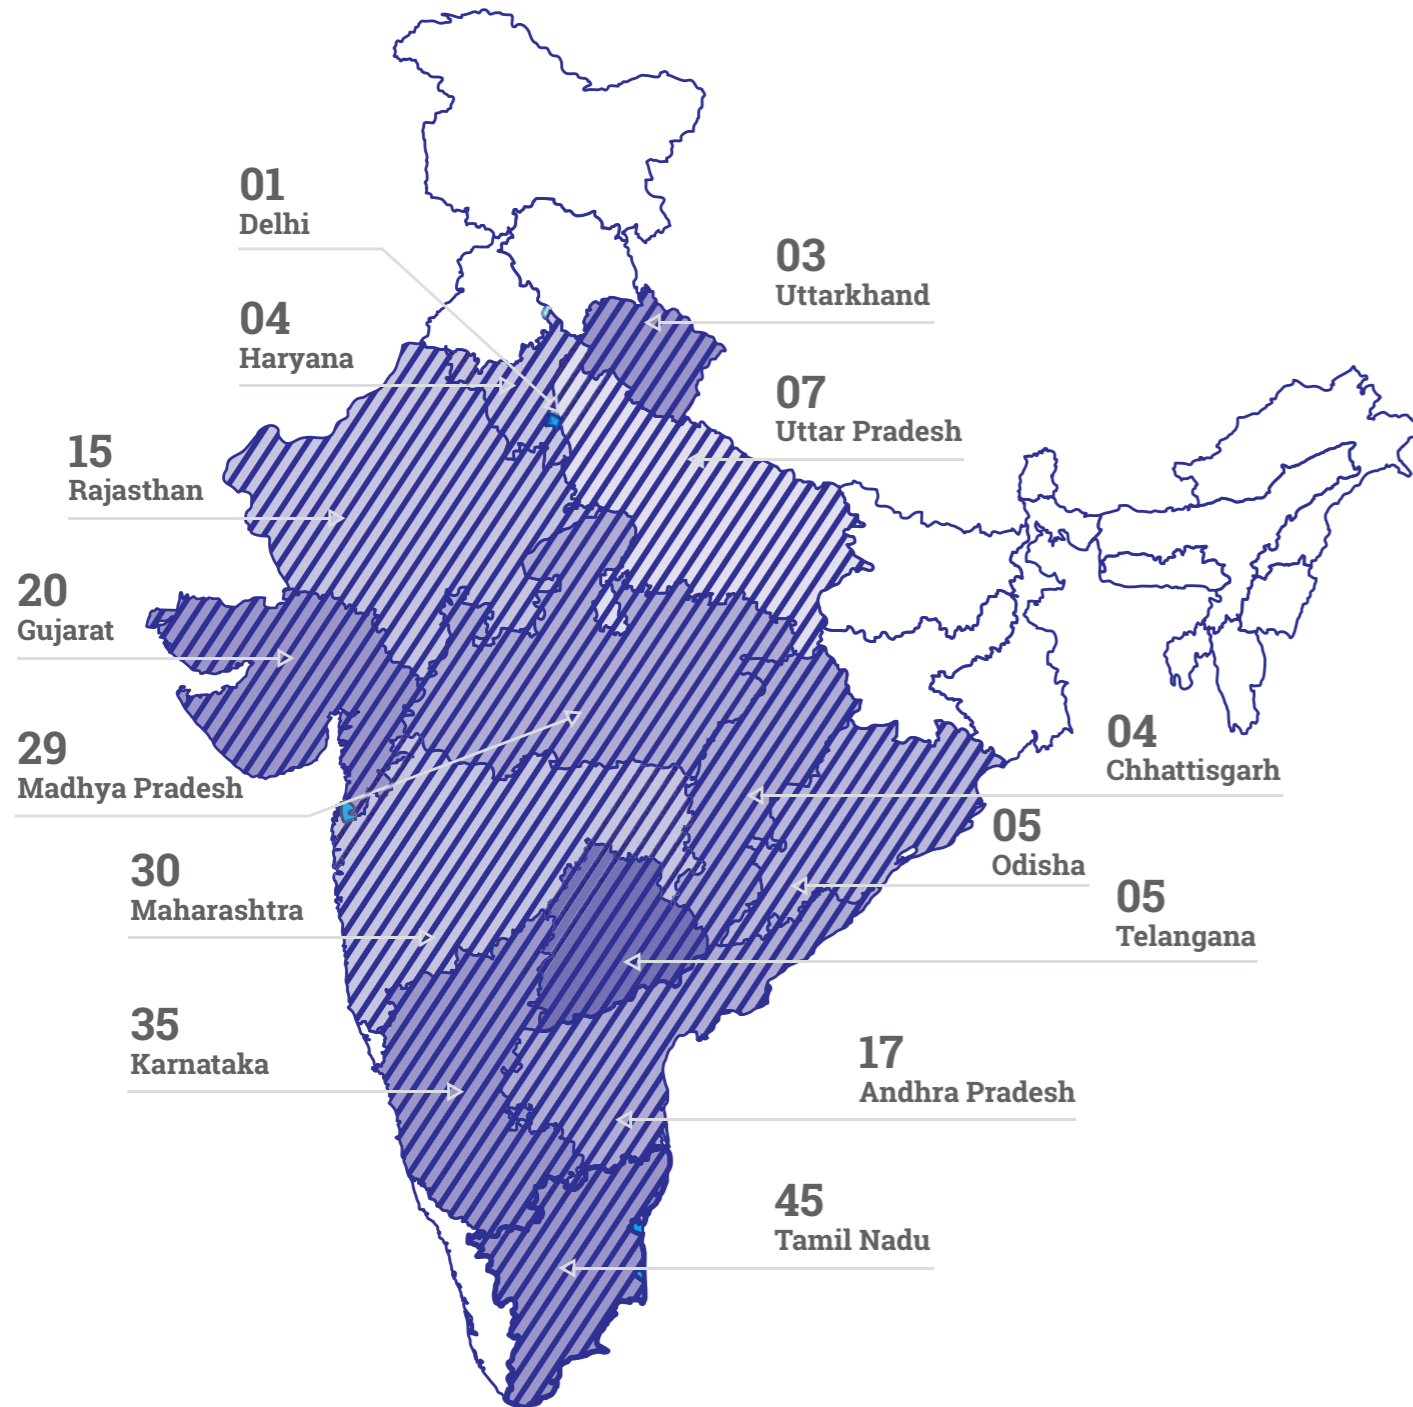 01
Delhi
03
Uttarkhand
04
Haryana
07
Uttar Pradesh
15
Rajasthan
20
Gujarat
29
Madhya Pradesh
04
Chhattisgarh
05
Odisha
30
Maharashtra
05
Telangana
35
Karnataka
17
Andhra Pradesh
45
Tamil Nadu